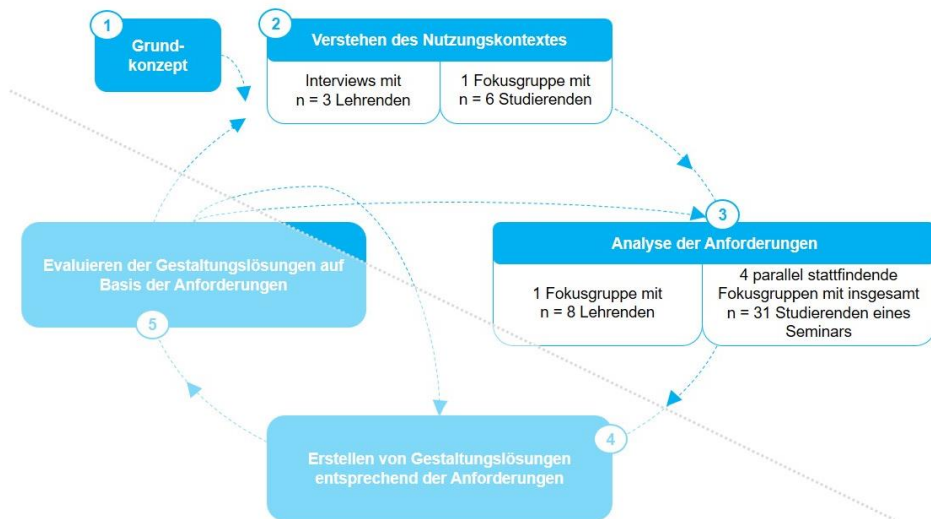 1
Grund-
konzept
2
Verstehen des Nutzungskontextes
Interviews mit
n = 3 Lehrenden
1 Fokusgruppe mit
n = 6 Studierenden
3
Analyse der Anforderungen
1 Fokusgruppe mit
n = 8 Lehrenden
4 parallel stattfindende
Fokusgruppen mit insgesamt
n = 31 Studierenden eines
Seminars
4
Erstellen von Gestaltungslösungen
entsprechend der Anforderungen
Evaluieren der Gestaltungslösungen auf
Basis der Anforderungen
5